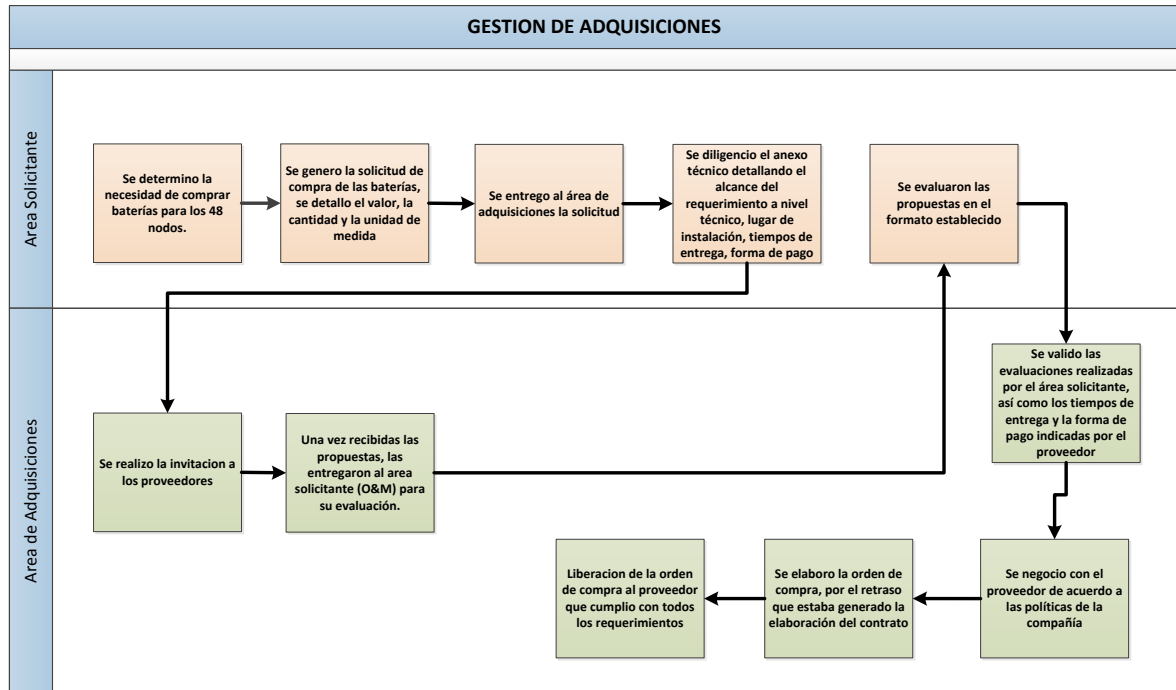 GESTION DE ADQUISICIONES
Area Solicitante
Se determino la
necesidad de comprar
baterías para los 48
nodos.
Se genero la solicitud de
compra de las baterías,
se detallo el valor, la
cantidad y la unidad de
medida
Se entrego al área de
adquisiciones la solicitud
Se diligencio el anexo
técnico detallando el
alcance del
requerimiento a nivel
técnico, lugar de
instalación, tiempos de
entrega, forma de pago
Se evaluaron las
propuestas en el
formato establecido
Area de Adquisiciones
Se realizo la invitacion a
los proveedores
Una vez recibidas las
propuestas, las
entregaron al area
solicitante (O&M) para
su evaluación.
Se valido las
evaluaciones realizadas
por el área solicitante,
así como los tiempos de
entrega y la forma de
pago indicadas por el
proveedor
Se negocio con el
proveedor de acuerdo a
las políticas de la
compañía
Se elaboro la orden de
compra, por el retraso
que estaba generado la
elaboración del contrato
Liberacion de la orden
de compra al proveedor
que cumplio con todos
los requerimientos